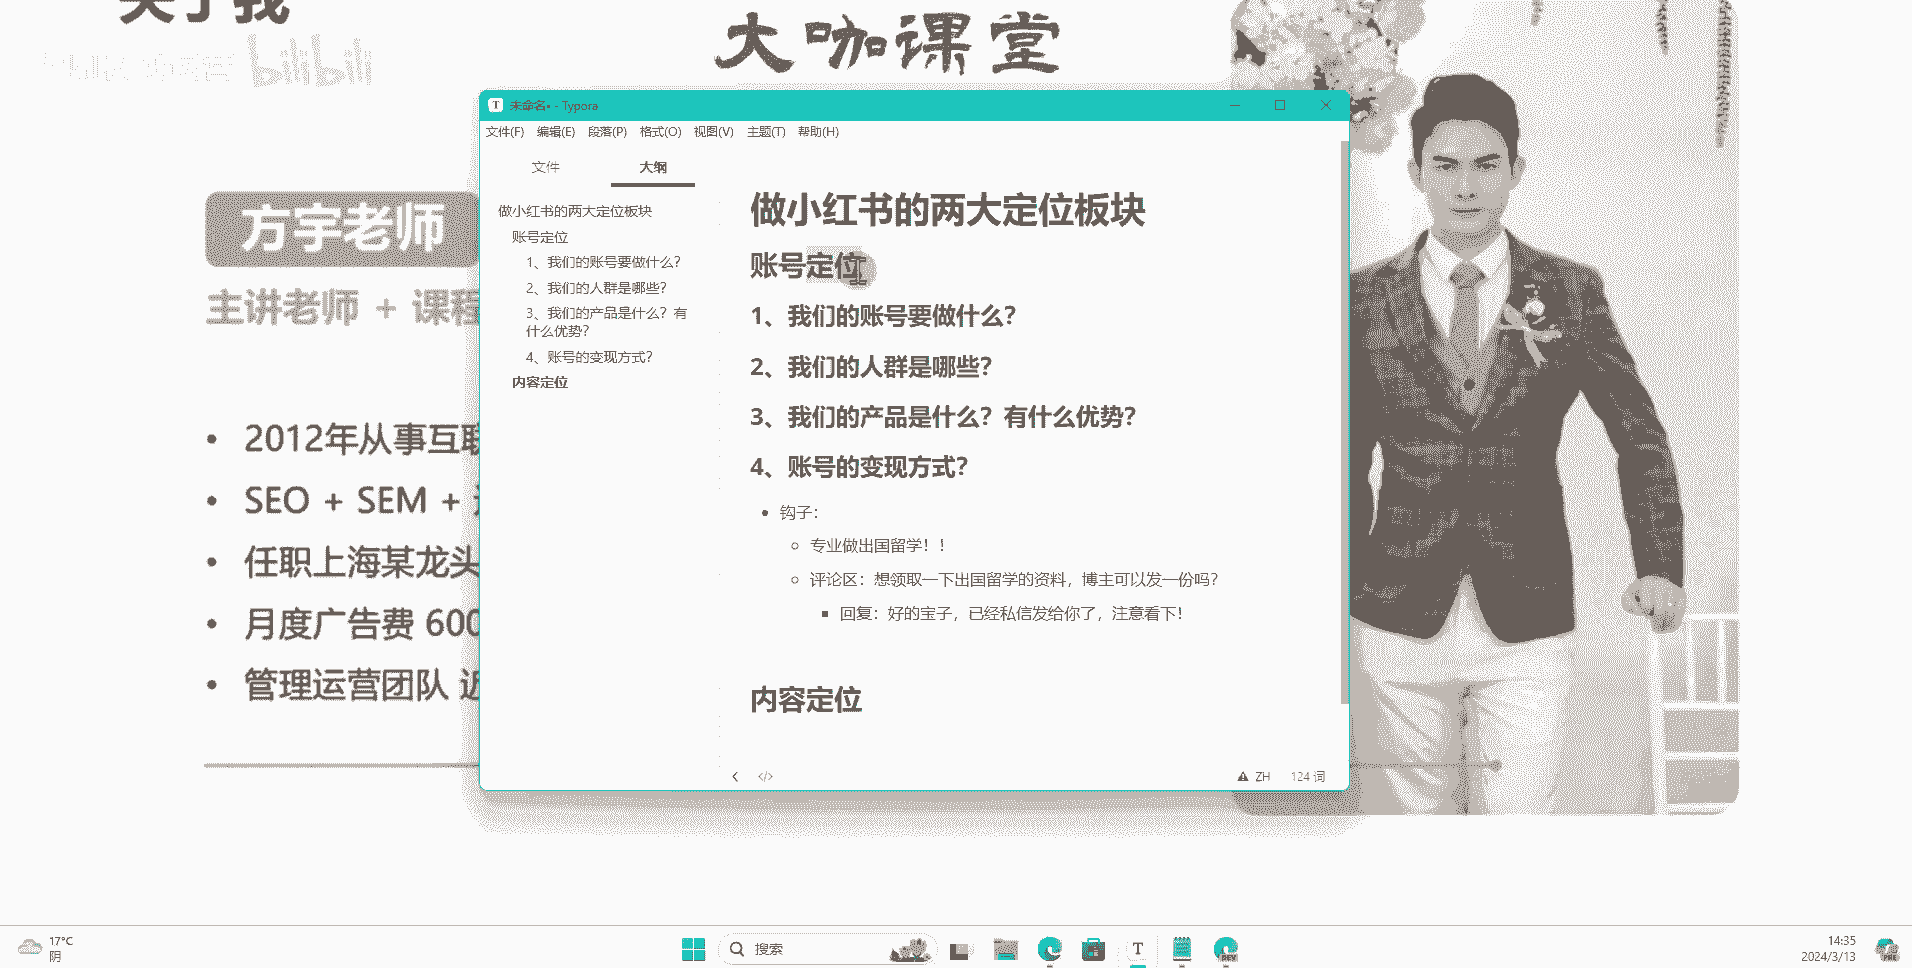 关于我
bilibili
大咖课堂
方宇老师
主讲老师 + 课程
• 2012年从事互联
• SEO + SEM +
• 任职上海某龙头
• 月度广告费 600
• 管理运营团队 近
未命名• - Typora
文件(F) 编辑(E) 段落(P) 格式(O) 视图(V) 主题(T) 帮助(H)
文件 大纲
做小红书的两大定位板块
账号定位
1、我们的账号要做什么?
2、我们的人群是哪些?
3、我们的产品是什么？有
什么优势?
4、账号的变现方式?
内容定位
做小红书的两大定位板块
账号定位
1、我们的账号要做什么?
2、我们的人群是哪些?
3、我们的产品是什么？有什么优势?
4、账号的变现方式?
• 钩子：
专业做出国留学！！
评论区：想领取一下出国留学的资料，博主可以发一份吗?
回复：好的宝子，已经私信发给你了，注意看下!
内容定位
ZH 124 词
17°C
阴
搜索
T
DEV
14:35
2024/3/13
PRE